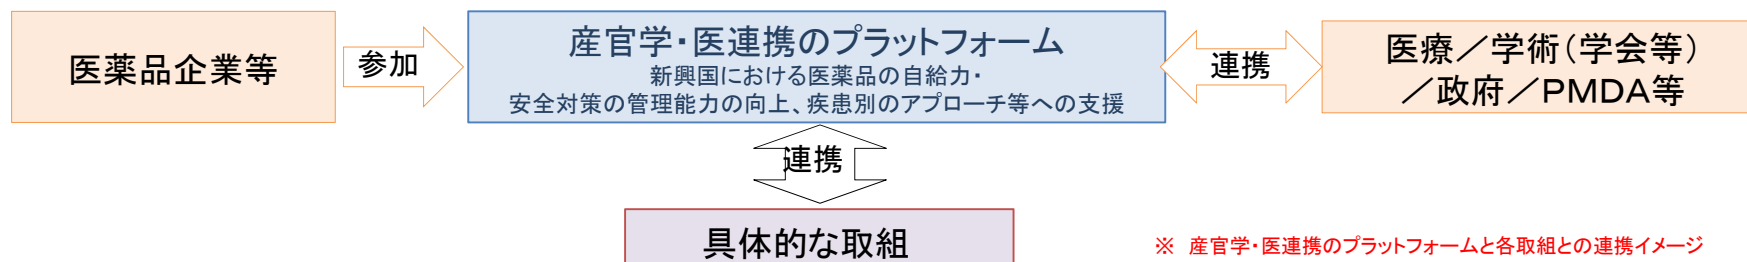 医薬品企業等
参加
産官学・医連携のプラットフォーム
新興国における医薬品の自給力・
安全対策の管理能力の向上、疾患別のアプローチ等への支援
連携
医療／学術（学会等）
／政府／ＰＭＤＡ等
連携
具体的な取組
※　産官学・医連携のプラットフォームと各取組との連携イメージ